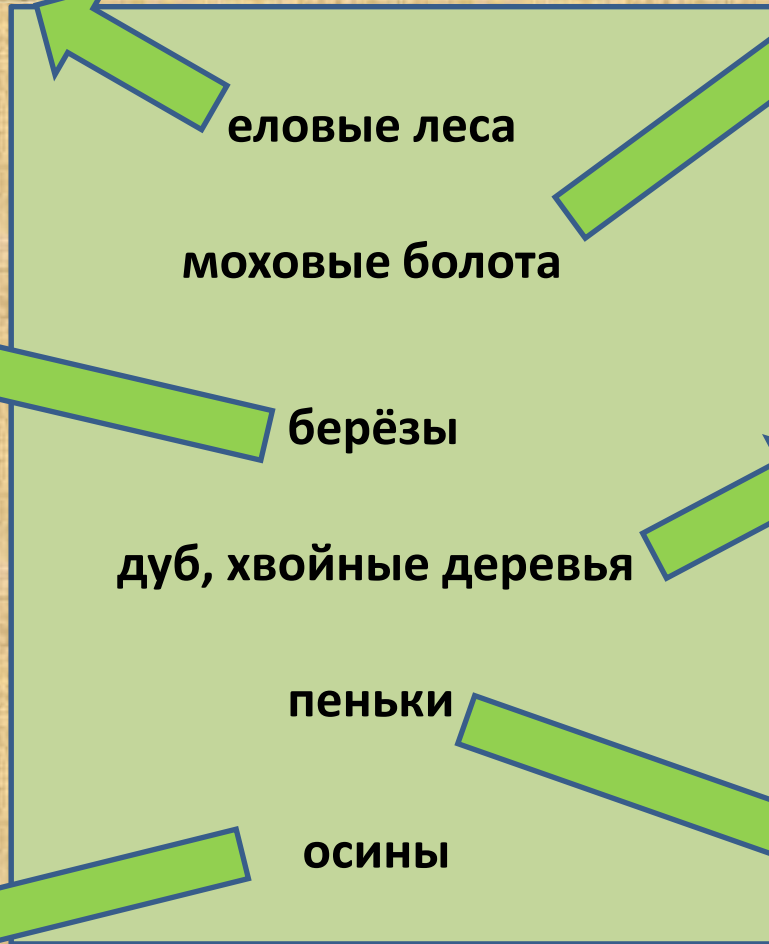 еловые леса
моховые болота
берёзы
дуб, хвойные деревья
пеньки
осины